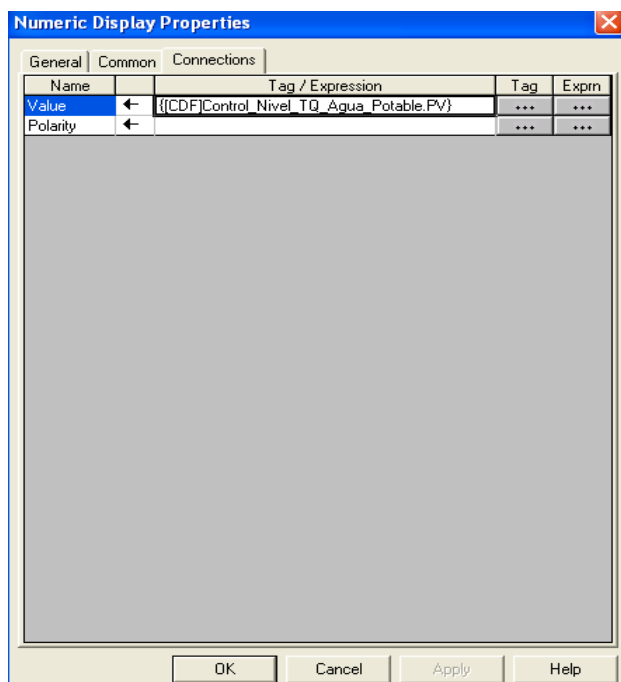 Numeric Display Properties
General Common Connections
Name Tag / Expression Tag Exprn
Value {[CDF]Control_Nivel_TQ_Agua_Potable.PV} ...
...
Polarity ... ...
OK Cancel Apply Help